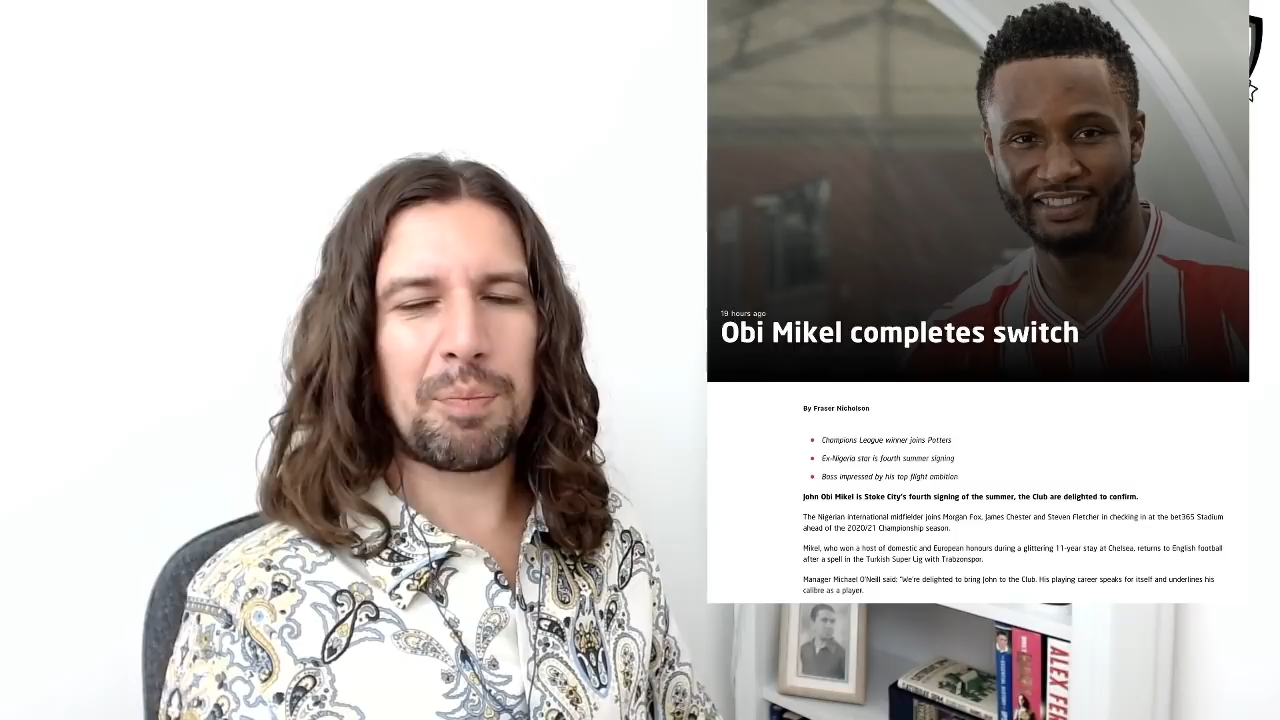 19 hours ago
Obi Mikel completes switch
By Fraser Nicholson
Champions League winner joins Potters
Ex-Nigeria star is fourth summer signing
Boss impressed by his top flight ambition
John Obi Mikel is Stoke City's fourth signing of the summer, the Club are delighted to confirm.
The Nigerian international midfielder joins Morgan Fox, James Chester and Steven Fletcher in checking in at the bet365 Stadium
ahead of the 2020/21 Championship season.
Mikel, who won a host of domestic and European honours during a glittering 11-year stay at Chelsea, returns to English football
after a spell in the Turkish Super Lig with Trabzonspor.
Manager Michael O'Neill said: "We're delighted to bring John to the Club. His playing career speaks for itself and underlines his
calibre as a player.
ALEX FE